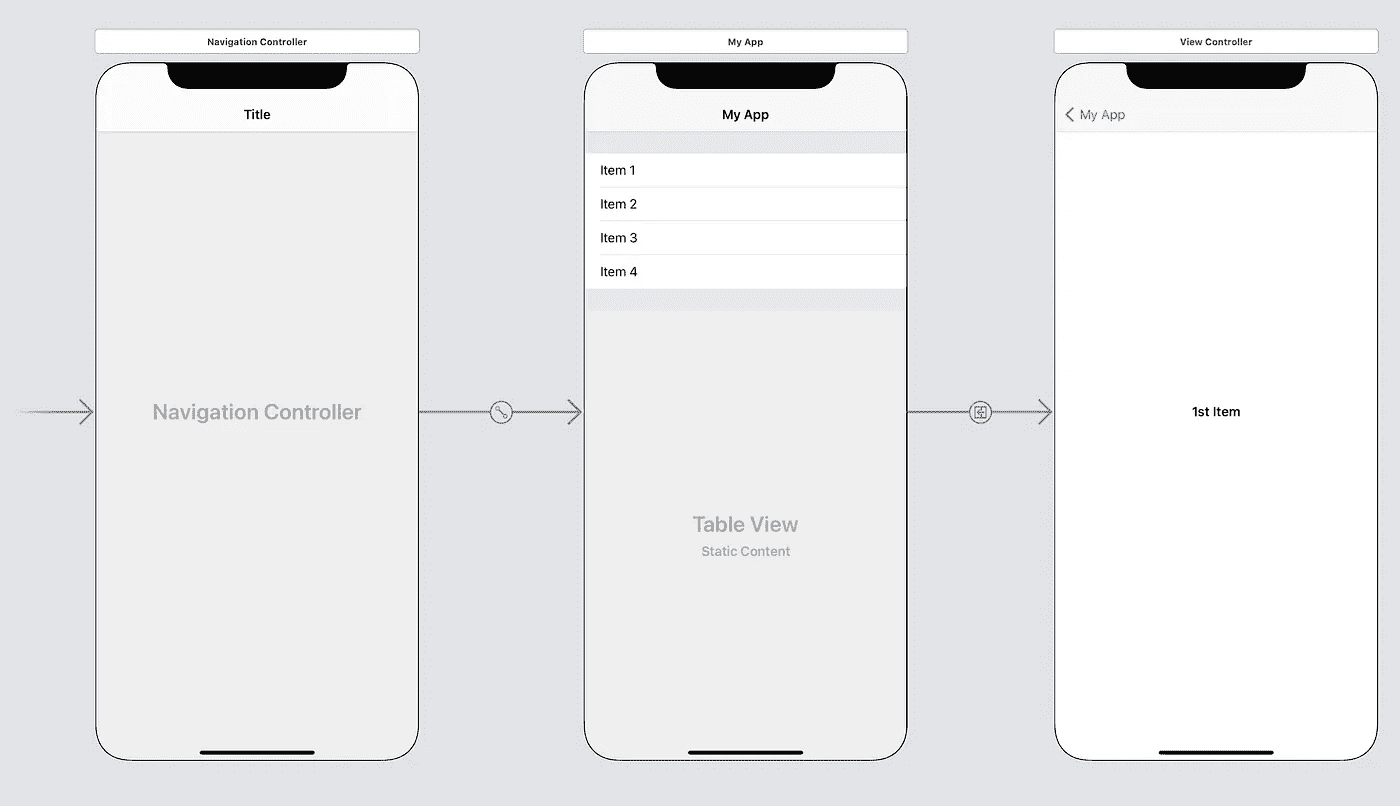 Navigation Controller
Title
Navigation Controller
My App
My App
Item 1
Item 2
Item 3
Item 4
Table View
Static Content
View Controller
My App
1st Item